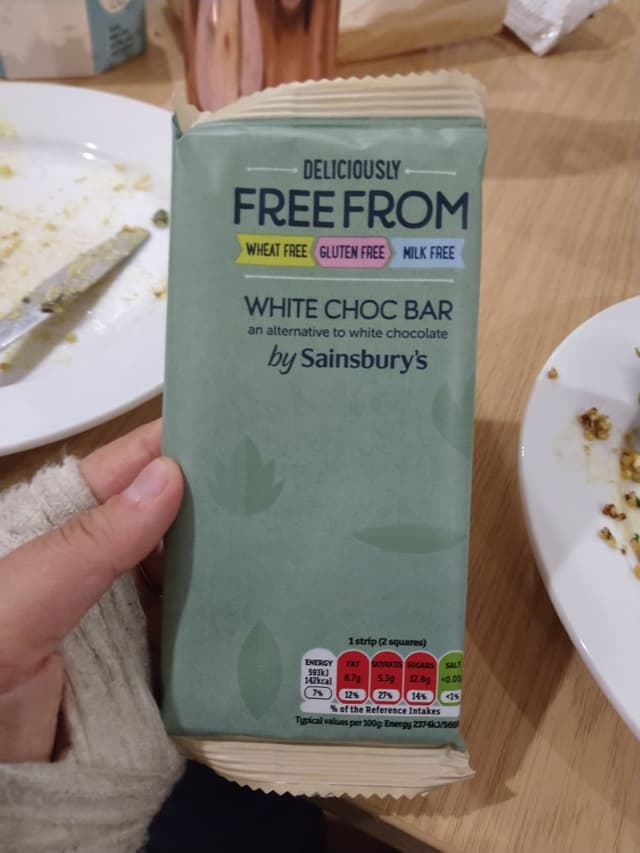 DELICIOUSLY
FREE FROM
WHEAT FREE GLUTEN FREE MILK FREE
WHITE CHOC BAR
an alternative to white chocolate
by Sainsbury's
1 strip (2 squares)
ENERGY FAT SATURATES SUGARS SALT
593kJ 8.7g 5.3g 12.8g
142kcal
7% 12% 27% 14% <1%
% of the Reference Intakes
Typical values per 100g: Energy 2374kJ/